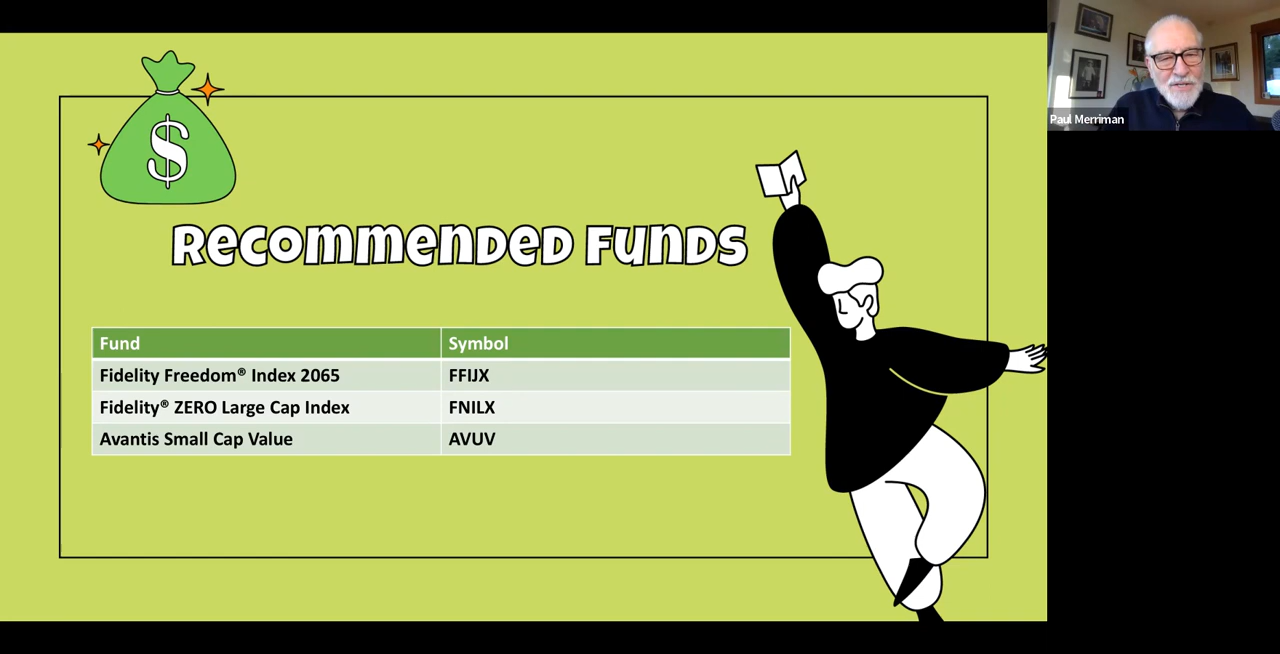 $
Paul Merriman
Recommended Funds
Fund Symbol
Fidelity Freedom® Index 2065 FFIJX
Fidelity® ZERO Large Cap Index FNILX
Avantis Small Cap Value AVUV